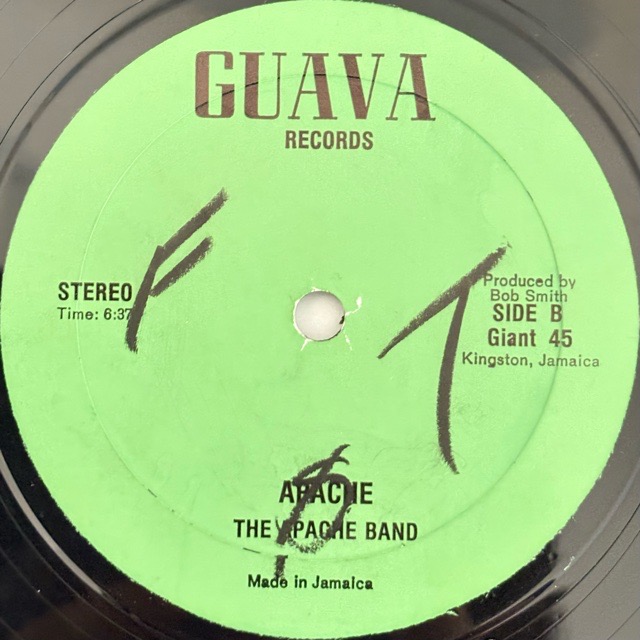 GUAVA
RECORDS
STEREO
Time: 6:37
Produced by
Bob Smith
SIDE B
Giant 45
Kingston, Jamaica
F
T
B
APACHE
THE APACHE BAND
Made in Jamaica